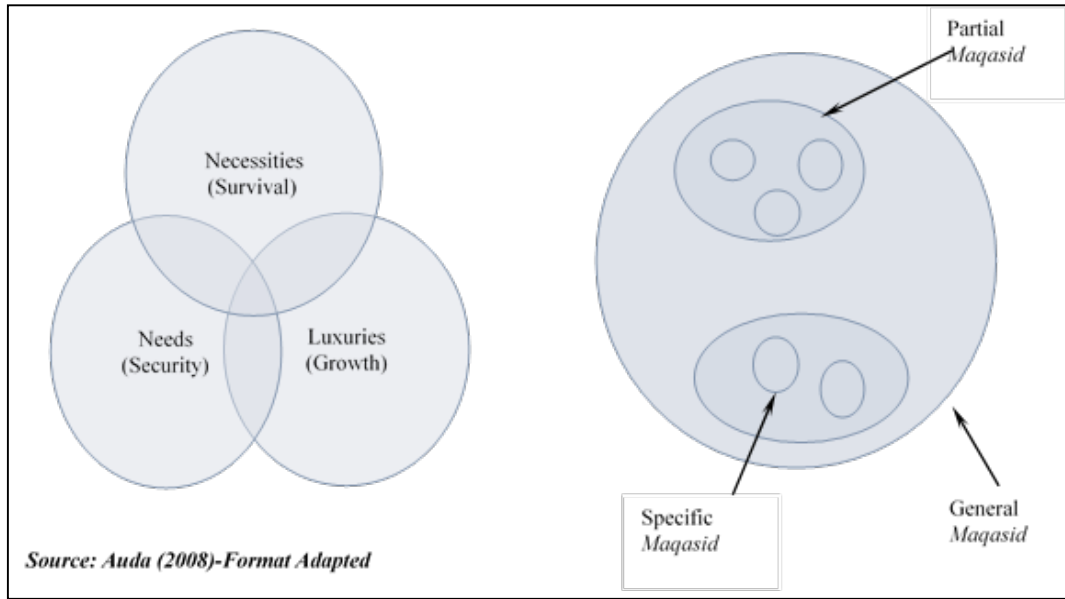 Necessities
(Survival)
Needs
(Security)
Luxuries
(Growth)
Source: Auda (2008)-Format Adapted
Partial
Maqasid
Specific
Maqasid
General
Maqasid